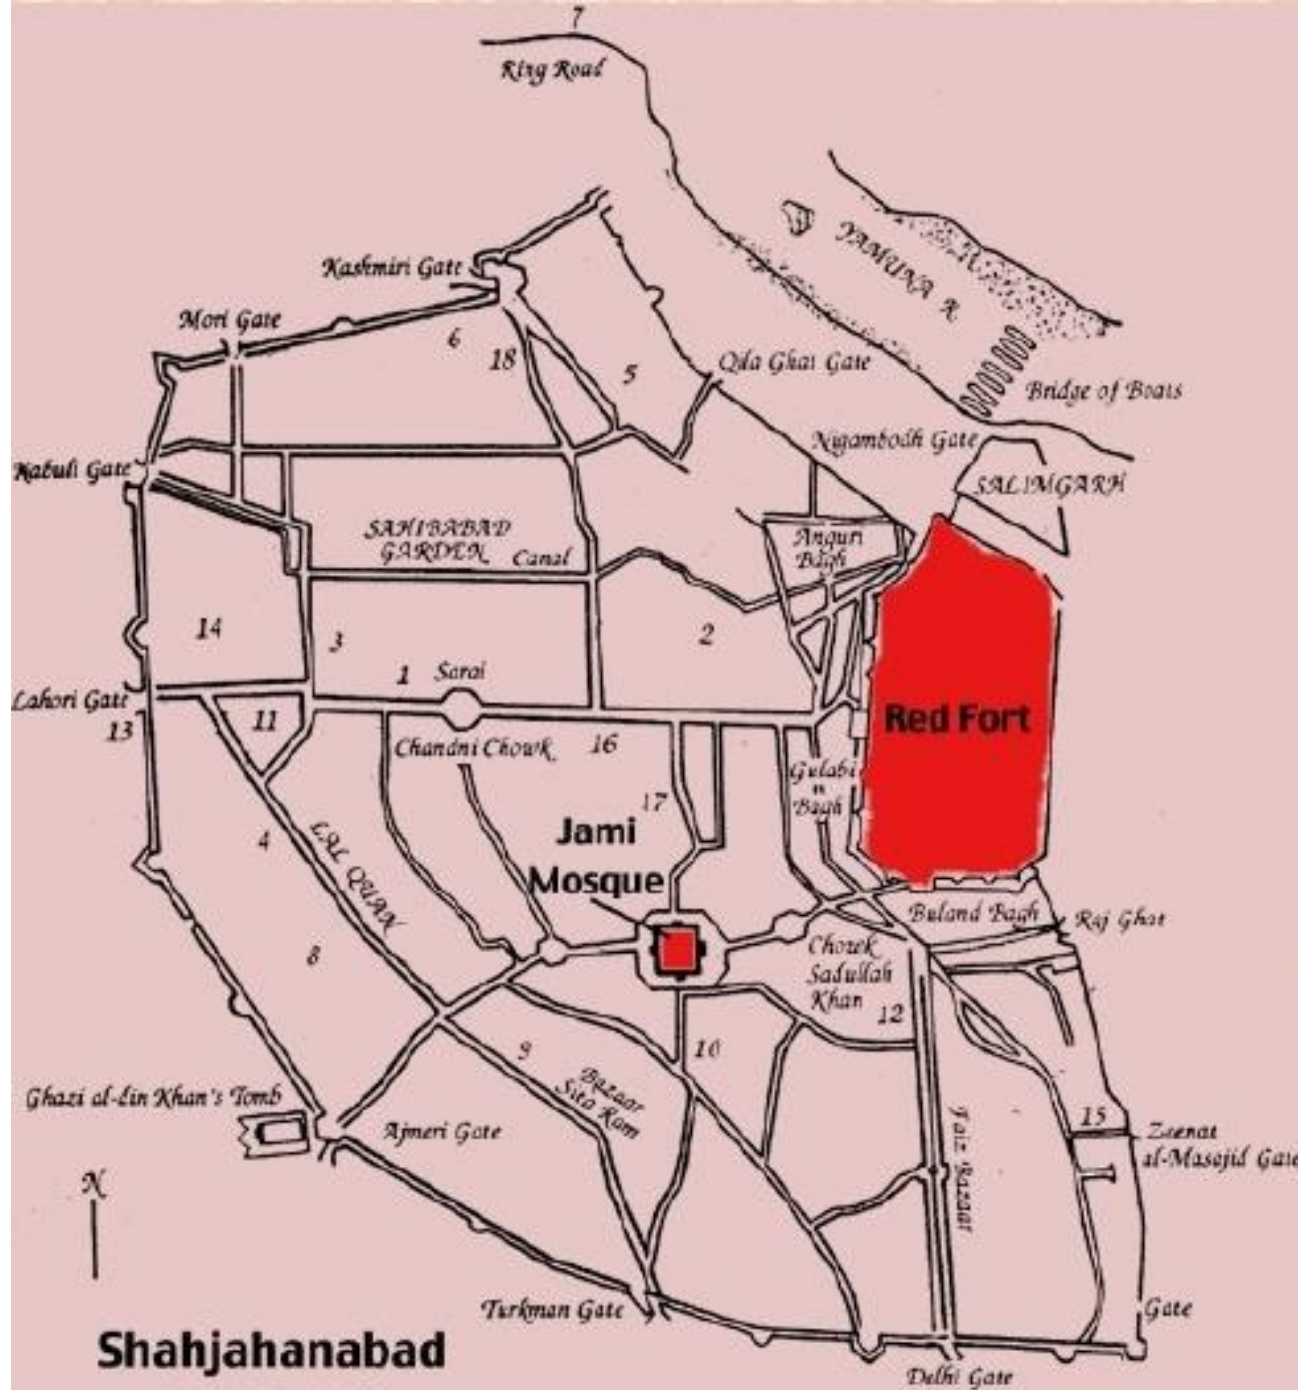 7
Ring Road
YAMUNA R
Kashmiri Gate
Mori Gate
6
18
5
Qila Ghat Gate
Bridge of Boats
Nigambodh Gate
Kabuli Gate
SALIMGARH
SAHIBABAD
GARDEN
Canal
Anguri
Bagh
14
3
2
1
Sarai
Lahori Gate
13
11
Chandni Chowk
16
Red Fort
Gulabi
Bagh
17
Jami
Mosque
4
LAL QUAN
8
Buland Bagh
Raj Ghat
Chowk
Sadullah
Khan
12
9
10
Bazaar
Sita Ram
Ghazi al-din Khan's Tomb
Ajmeri Gate
Faiz Bazaar
15
Zeenat
al-Masajid Gate
N
Turkman Gate
Gate
Shahjahanabad
Delhi Gate